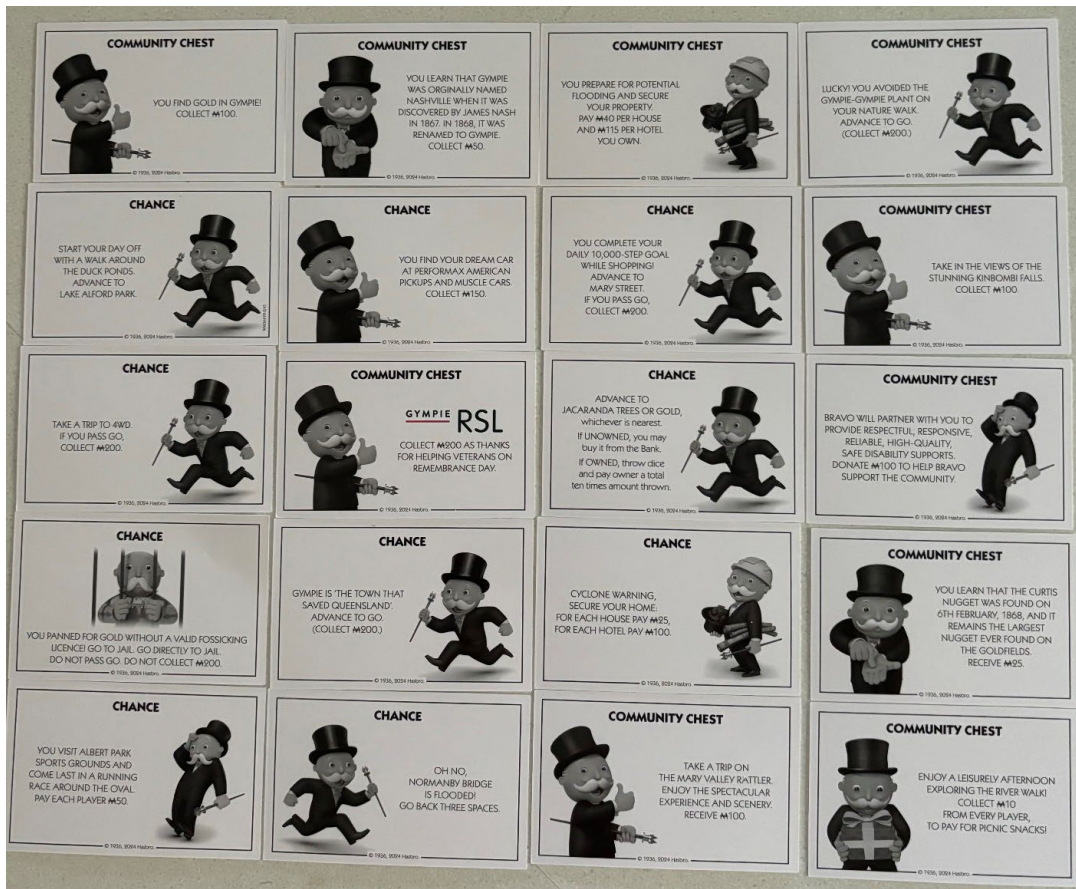 COMMUNITY CHEST
YOU FIND GOLD IN GYMPIE!
COLLECT ₩100.
© 1936, 2024 Hasbro.
COMMUNITY CHEST
YOU LEARN THAT GYMPIE
WAS ORIGINALLY NAMED
NASHVILLE WHEN IT WAS
DISCOVERED BY JAMES NASH
IN 1867. IN 1868, IT WAS
RENAMED TO GYMPIE.
COLLECT ₩50.
© 1936, 2024 Hasbro.
COMMUNITY CHEST
YOU PREPARE FOR POTENTIAL
FLOODING AND SECURE
YOUR PROPERTY.
PAY ₩40 PER HOUSE
AND ₩115 PER HOTEL
YOU OWN.
© 1936, 2024 Hasbro.
COMMUNITY CHEST
LUCKY! YOU AVOIDED THE
GYMPIE-GYMPIE PLANT ON
YOUR NATURE WALK.
ADVANCE TO GO.
(COLLECT ₩200.)
© 1936, 2024 Hasbro.
CHANCE
START YOUR DAY OFF
WITH A WALK AROUND
THE DUCK PONDS.
ADVANCE TO
LAKE ALFORD PARK.
© 1936, 2024 Hasbro.
CHANCE
YOU FIND YOUR DREAM CAR
AT PERFORMAX AMERICAN
PICKUPS AND MUSCLE CARS.
COLLECT ₩150.
© 1936, 2024 Hasbro.
CHANCE
YOU COMPLETE YOUR
DAILY 10,000-STEP GOAL
WHILE SHOPPING!
ADVANCE TO
MARY STREET.
IF YOU PASS GO,
COLLECT ₩200.
© 1936, 2024 Hasbro.
COMMUNITY CHEST
TAKE IN THE VIEWS OF THE
STUNNING KINBOMBI FALLS.
COLLECT ₩100.
© 1936, 2024 Hasbro.
CHANCE
TAKE A TRIP TO 4WD.
IF YOU PASS GO,
COLLECT ₩200.
© 1936, 2024 Hasbro.
COMMUNITY CHEST
GYMPIE RSL
COLLECT ₩200 AS THANKS
FOR HELPING VETERANS ON
REMEMBRANCE DAY.
© 1936, 2024 Hasbro.
CHANCE
ADVANCE TO
JACARANDA TREES OR GOLD,
whichever is nearest.
If UNOWNED, you may
buy it from the Bank.
If OWNED, throw dice
and pay owner a total
ten times amount thrown.
© 1936, 2024 Hasbro.
COMMUNITY CHEST
BRAVO WILL PARTNER WITH YOU TO
PROVIDE RESPECTFUL, RESPONSIVE,
RELIABLE, HIGH-QUALITY,
SAFE DISABILITY SUPPORTS.
DONATE ₩100 TO HELP BRAVO
SUPPORT THE COMMUNITY.
© 1936, 2024 Hasbro.
CHANCE
YOU PANNED FOR GOLD WITHOUT A VALID FOSSICKING
LICENCE! GO TO JAIL. GO DIRECTLY TO JAIL.
DO NOT PASS GO. DO NOT COLLECT ₩200.
© 1936, 2024 Hasbro.
CHANCE
GYMPIE IS 'THE TOWN THAT
SAVED QUEENSLAND'.
ADVANCE TO GO.
(COLLECT ₩200.)
© 1936, 2024 Hasbro.
CHANCE
CYCLONE WARNING,
SECURE YOUR HOME:
FOR EACH HOUSE PAY ₩25,
FOR EACH HOTEL PAY ₩100.
© 1936, 2024 Hasbro.
COMMUNITY CHEST
YOU LEARN THAT THE CURTIS
NUGGET WAS FOUND ON
6TH FEBRUARY, 1868, AND IT
REMAINS THE LARGEST
NUGGET EVER FOUND ON
THE GOLDFIELDS.
RECEIVE ₩25.
© 1936, 2024 Hasbro.
CHANCE
YOU VISIT ALBERT PARK
SPORTS GROUNDS AND
COME LAST IN A RUNNING
RACE AROUND THE OVAL.
PAY EACH PLAYER ₩50.
© 1936, 2024 Hasbro.
CHANCE
OH NO,
NORMANBY BRIDGE
IS FLOODED!
GO BACK THREE SPACES.
© 1936, 2024 Hasbro.
COMMUNITY CHEST
TAKE A TRIP ON
THE MARY VALLEY RATTLER.
ENJOY THE SPECTACULAR
EXPERIENCE AND SCENERY.
RECEIVE ₩100.
© 1936, 2024 Hasbro.
COMMUNITY CHEST
ENJOY A LEISURELY AFTERNOON
EXPLORING THE RIVER WALK!
COLLECT ₩10
FROM EVERY PLAYER,
TO PAY FOR PICNIC SNACKS!
© 1936, 2024 Hasbro.